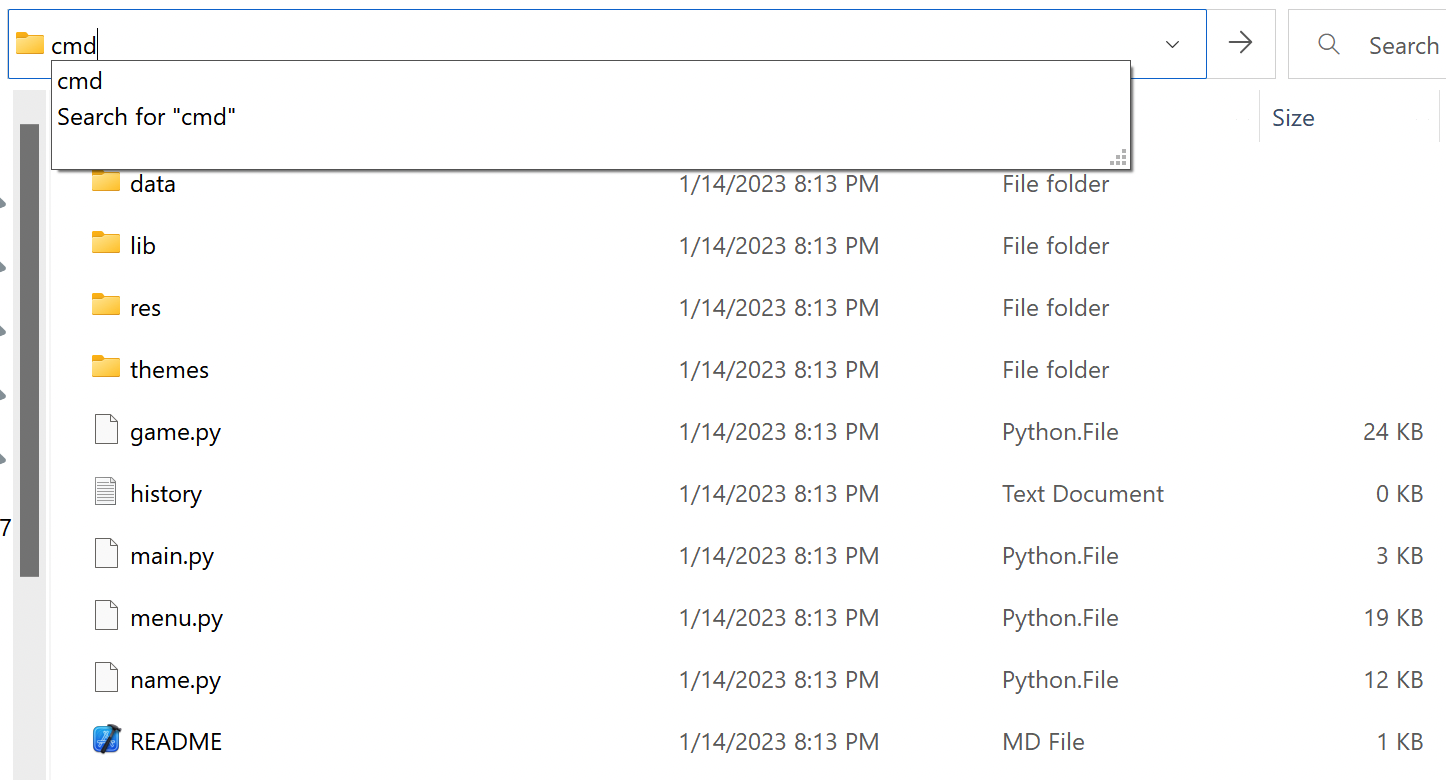 cmd
Search
cmd
Search for "cmd"
Size
data 1/14/2023 8:13 PM File folder
lib 1/14/2023 8:13 PM File folder
res 1/14/2023 8:13 PM File folder
themes 1/14/2023 8:13 PM File folder
game.py 1/14/2023 8:13 PM Python.File 24 KB
history 1/14/2023 8:13 PM Text Document 0 KB
7
main.py 1/14/2023 8:13 PM Python.File 3 KB
menu.py 1/14/2023 8:13 PM Python.File 19 KB
name.py 1/14/2023 8:13 PM Python.File 12 KB
README 1/14/2023 8:13 PM MD File 1 KB